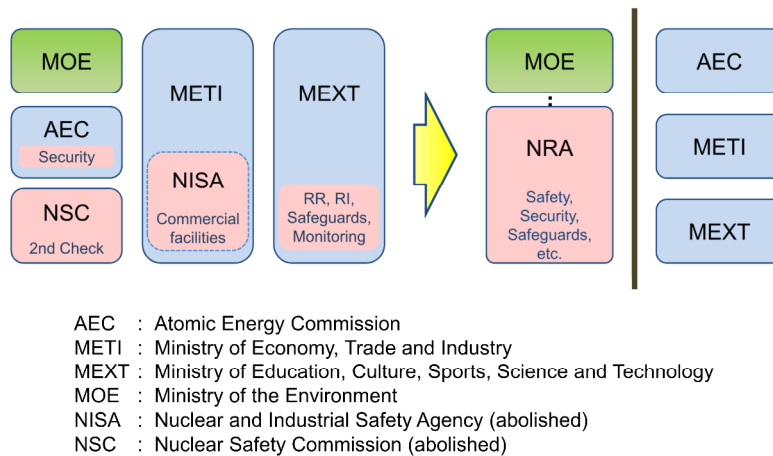 MOE
AEC
Security
NSC
2nd Check
METI
NISA
Commercial
facilities
MEXT
RR, RI,
Safeguards,
Monitoring
MOE
NRA
Safety,
Security,
Safeguards,
etc.
AEC
METI
MEXT
AEC : Atomic Energy Commission
METI : Ministry of Economy, Trade and Industry
MEXT : Ministry of Education, Culture, Sports, Science and Technology
MOE : Ministry of the Environment
NISA : Nuclear and Industrial Safety Agency (abolished)
NSC : Nuclear Safety Commission (abolished)